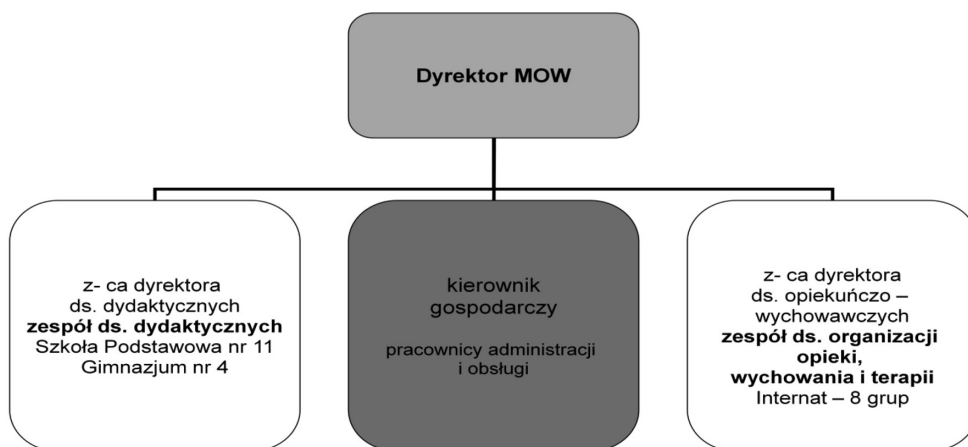 Dyrektor MOW
z- ca dyrektora
ds. dydaktycznych
zespół ds. dydaktycznych
Szkoła Podstawowa nr 11
Gimnazjum nr 4
kierownik
gospodarczy
pracownicy administracji
i obsługi
z- ca dyrektora
ds. opiekuńczo –
wychowawczych
zespół ds. organizacji
opieki,
wychowania i terapii
Internat – 8 grup